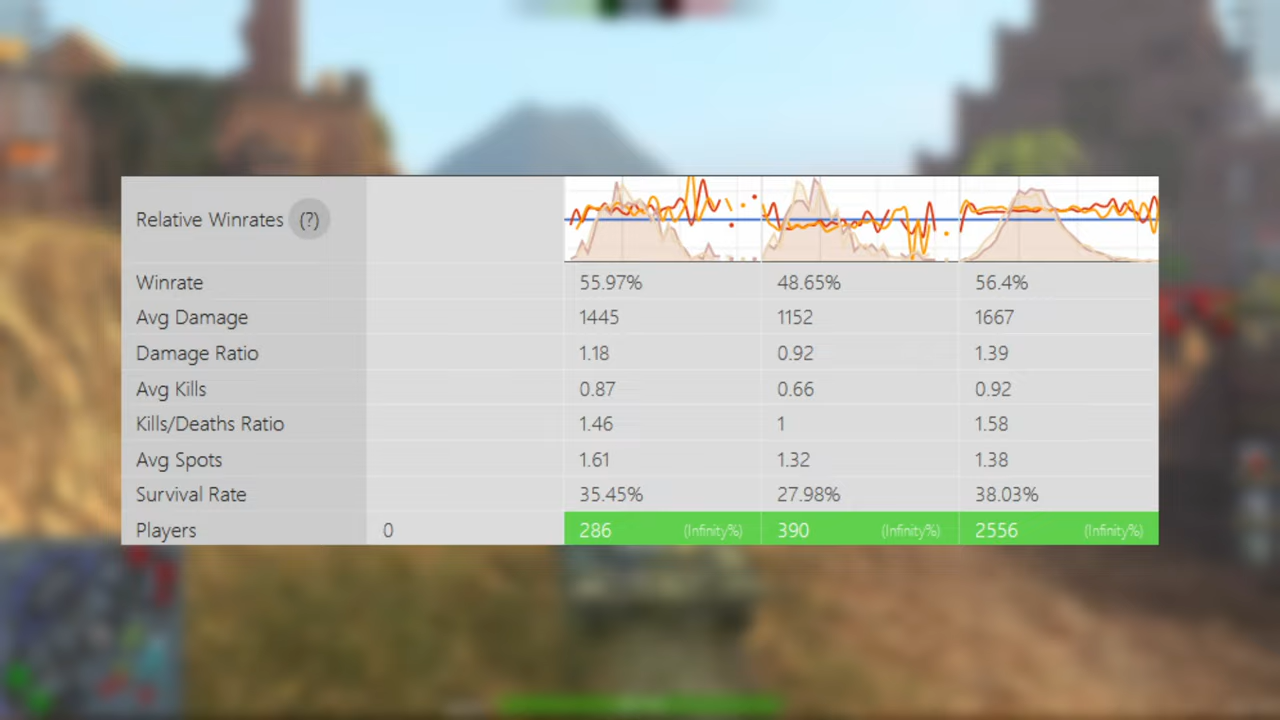 Relative Winrates (?)
Winrate 55.97% 48.65% 56.4%
Avg Damage 1445 1152 1667
Damage Ratio 1.18 0.92 1.39
Avg Kills 0.87 0.66 0.92
Kills/Deaths Ratio 1.46 1 1.58
Avg Spots 1.61 1.32 1.38
Survival Rate 35.45% 27.98% 38.03%
Players 0 286 (Infinity%) 390 (Infinity%) 2556 (Infinity%)